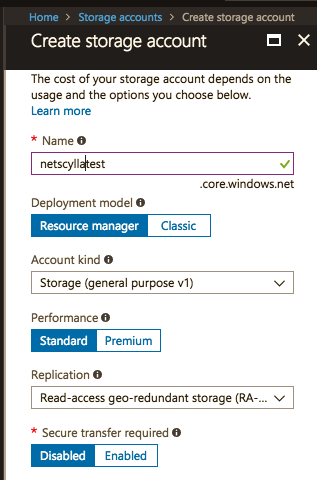 Home > Storage accounts > Create storage account
Create storage account
The cost of your storage account depends on the
usage and the options you choose below.
Learn more
* Name
netscyllatest
.core.windows.net
Deployment model
Resource manager Classic
Account kind
Storage (general purpose v1)
Performance
Standard Premium
Replication
Read-access geo-redundant storage (RA-...
* Secure transfer required
Disabled Enabled